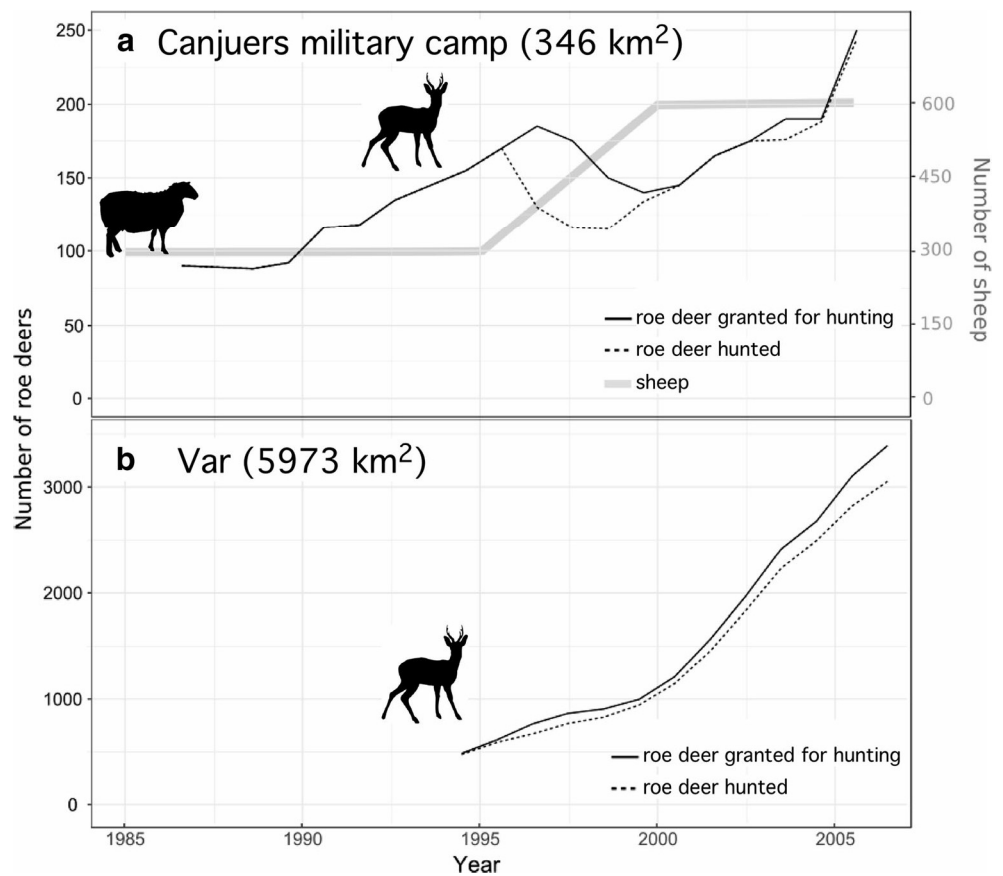 a Canjuers military camp (346 km²)
250
200
150
100
50
0
600
450
300
150
0
Number of sheep
roe deer granted for hunting
roe deer hunted
sheep
Number of roe deers
b Var (5973 km²)
3000
2000
1000
0
roe deer granted for hunting
roe deer hunted
1985 1990 1995 2000 2005
Year